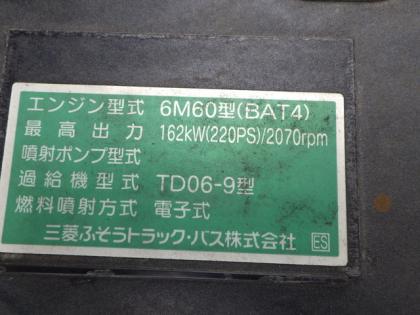 エンジン型式 6M60型(BAT4)
最高出力 162kW(220PS)/2070rpm
噴射ポンプ型式
過給機型式 TD06-9型
燃料噴射方式 電子式
三菱ふそうトラック・バス株式会社 ES